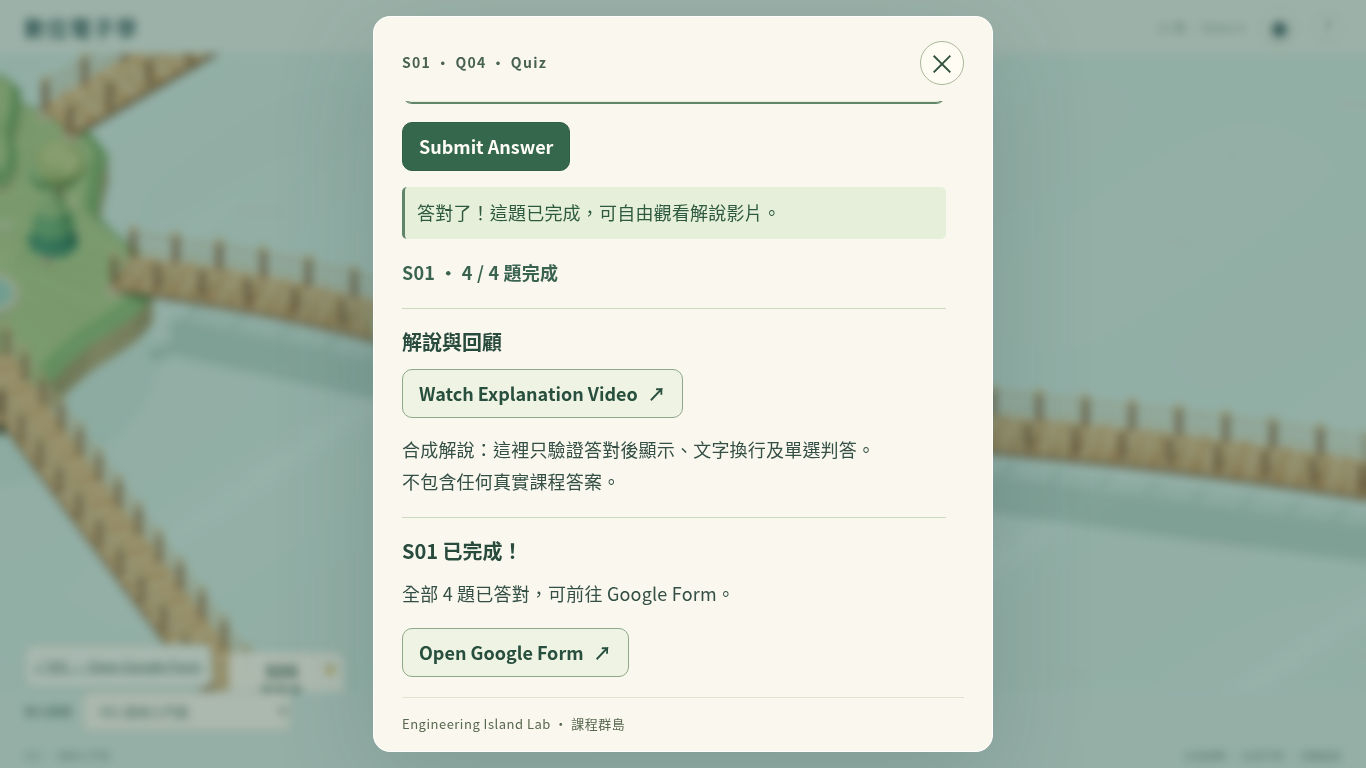 數位電子學
S01 • Q04 • Quiz
Submit Answer
答對了！這題已完成，可自由觀看解說影片。
S01 • 4 / 4 題完成
解說與回顧
Watch Explanation Video ↗
合成解說：這裡只驗證答對後顯示、文字換行及單選判答。
不包含任何真實課程答案。
S01 已完成！
全部 4 題已答對，可前往 Google Form。
Open Google Form ↗
Engineering Island Lab • 課程群島